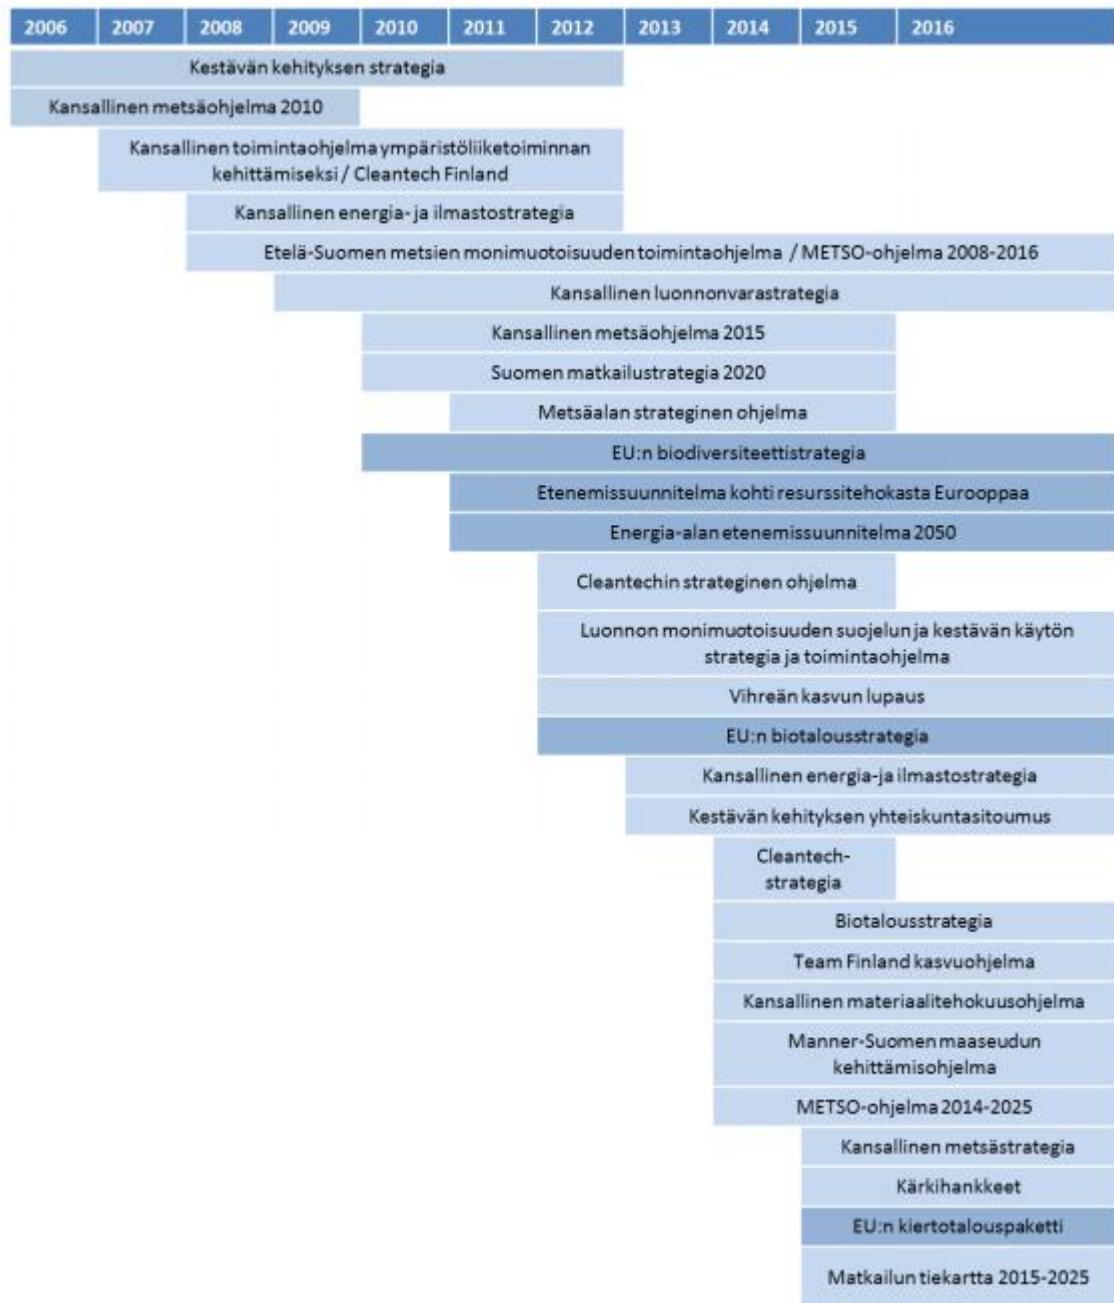 2006 2007 2008 2009 2010 2011 2012 2013 2014 2015 2016
Kestävän kehityksen strategia
Kansallinen metsäohjelma 2010
Kansallinen toimintaohjelma ympäristöliiketoiminnan
kehittämiseksi / Cleantech Finland
Kansallinen energia- ja ilmastostrategia
Etelä-Suomen metsien monimuotoisuuden toimintaohjelma / METSO-ohjelma 2008-2016
Kansallinen luonnonvarastrategia
Kansallinen metsäohjelma 2015
Suomen matkailustrategia 2020
Metsäalan strateginen ohjelma
EU:n biodiversiteettistrategia
Etenemissuunnitelma kohti resurssitehokasta Eurooppaa
Energia-alan etenemissuunnitelma 2050
Cleantechin strateginen ohjelma
Luonnon monimuotoisuuden suojelun ja kestävän käytön
strategia ja toimintaohjelma
Vihreän kasvun lupaus
EU:n biotalousstrategia
Kansallinen energia-ja ilmastostrategia
Kestävän kehityksen yhteiskuntasitoumus
Cleantech-
strategia
Biotalousstrategia
Team Finland kasvuohjelma
Kansallinen materiaalitehokuusohjelma
Manner-Suomen maaseudun
kehittämisohjelma
METSO-ohjelma 2014-2025
Kansallinen metsästrategia
Kärkihankkeet
EU:n kiertotalouspaketti
Matkailun tiekartta 2015-2025